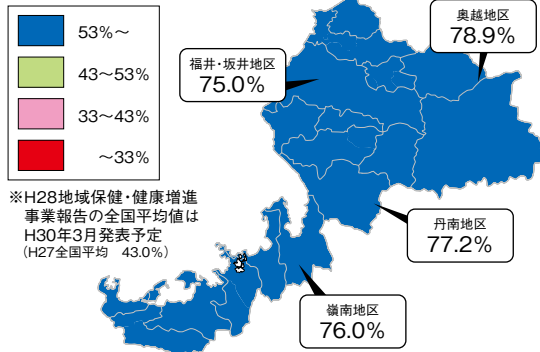 53%～
43～53%
33～43%
～33%
※H28地域保健・健康増進
事業報告の全国平均値は
H30年3月発表予定
(H27全国平均 43.0%)
奥越地区
78.9%
福井・坂井地区
75.0%
丹南地区
77.2%
嶺南地区
76.0%